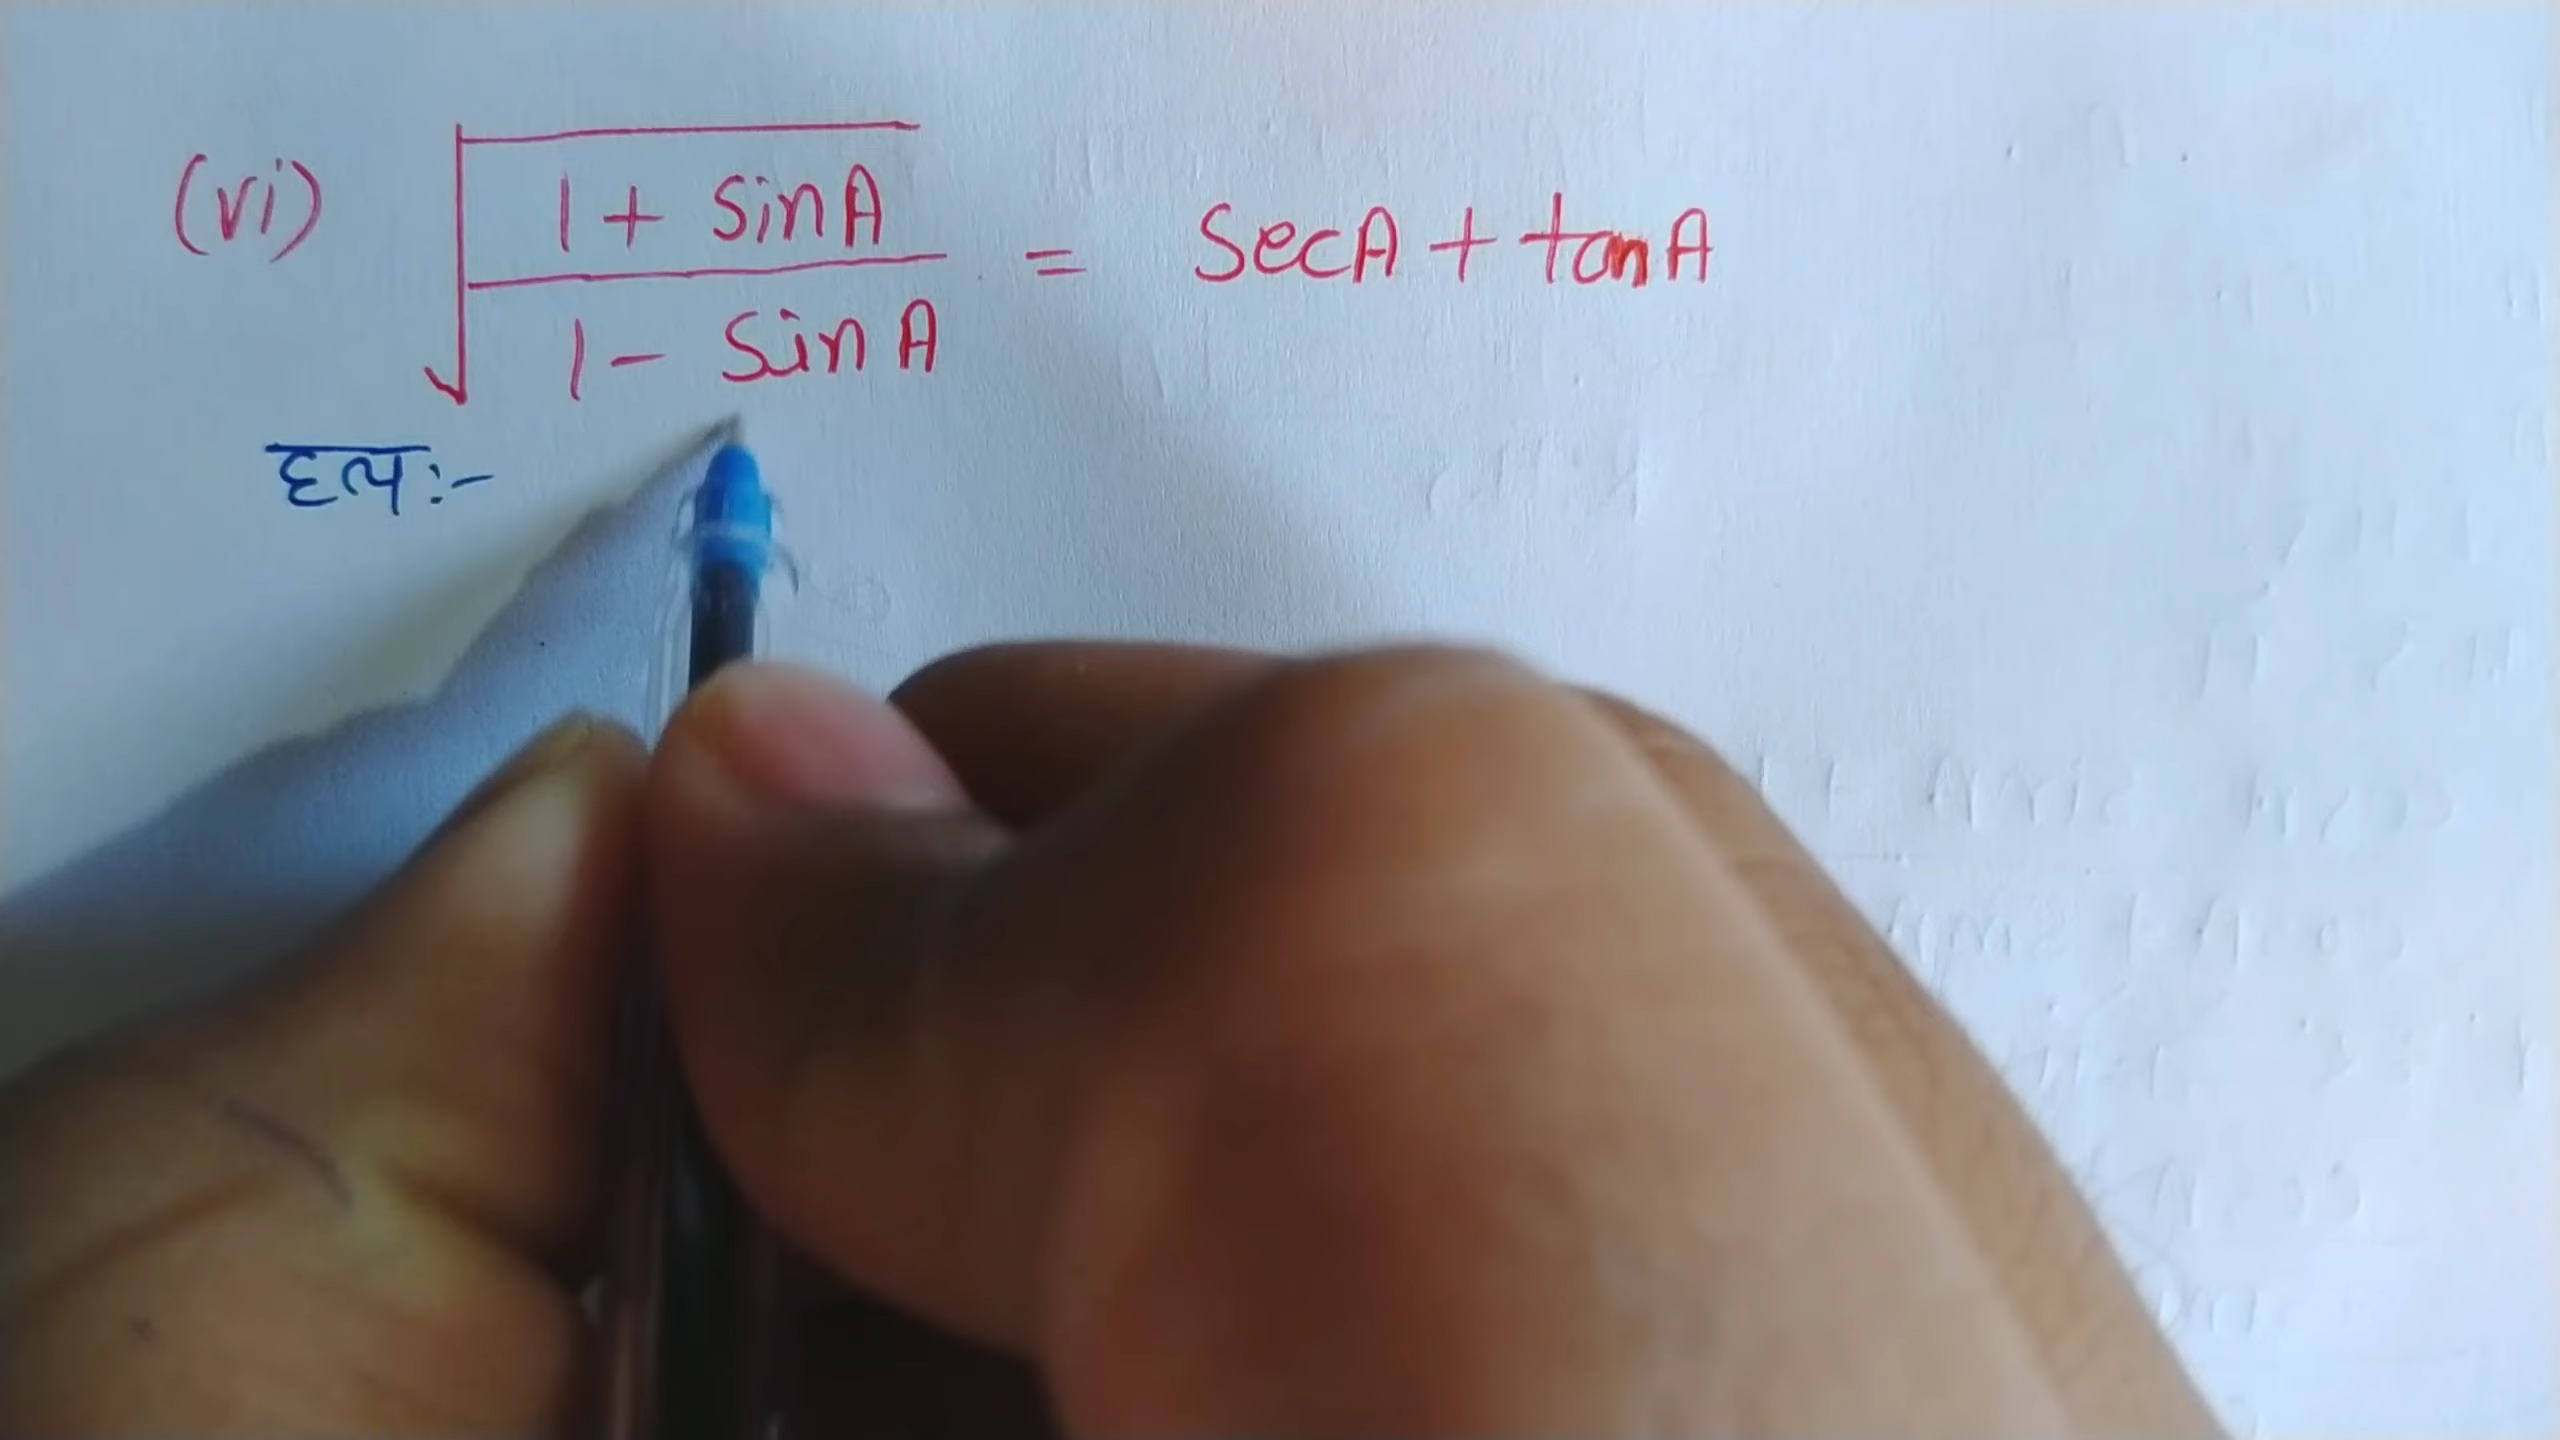 (vi) √(1 + sinA / 1 - sin A) = secA + tanA
हल :-